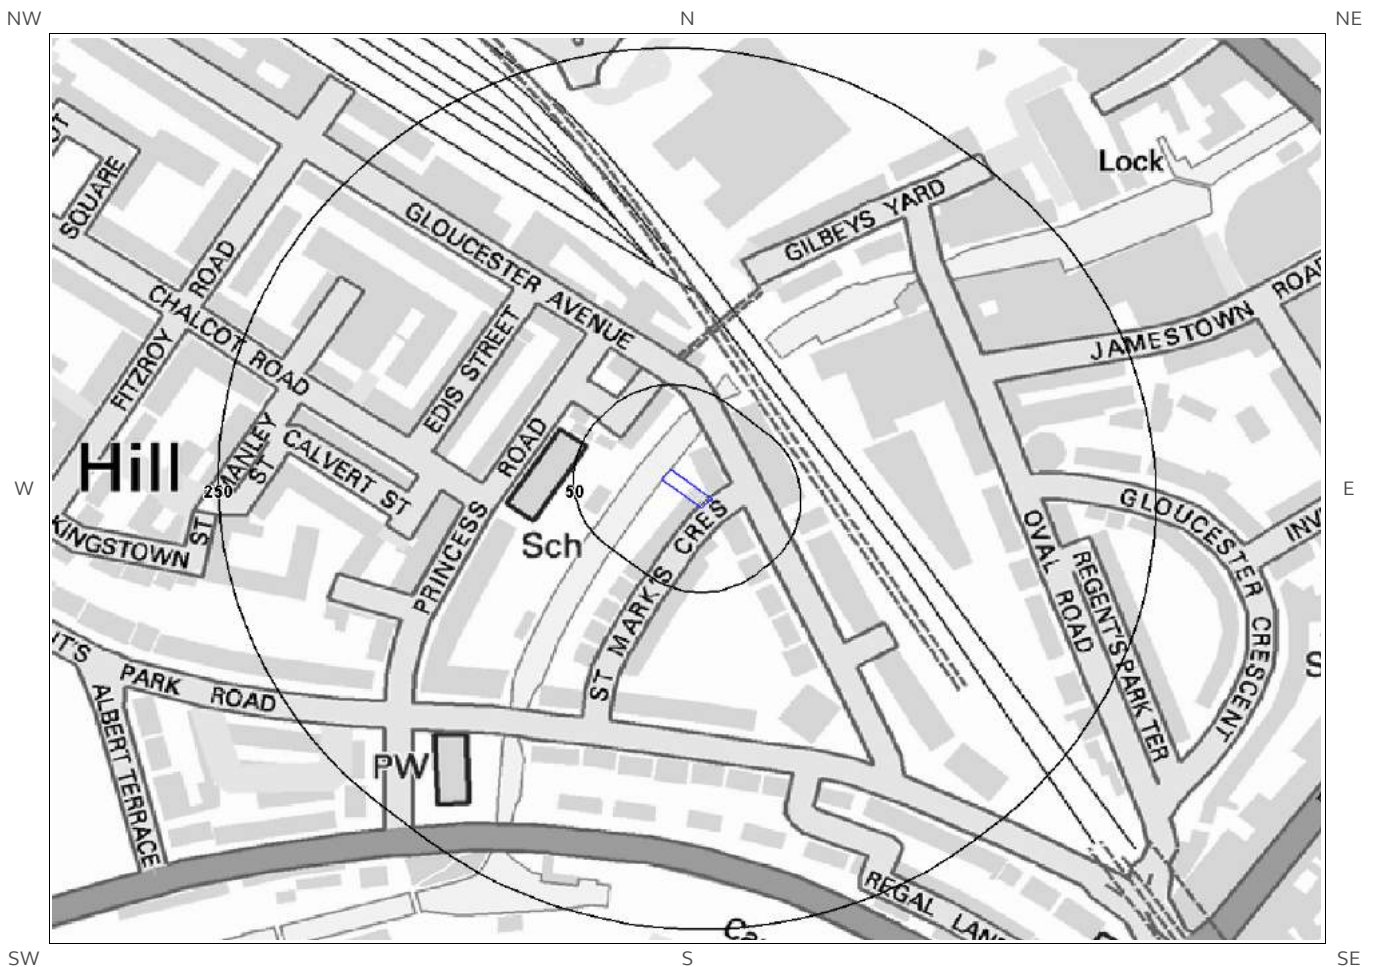 NW
N
NE
Lock
SQUARE
GILBEYS YARD
GLOUCESTER AVENUE
ROAD
FITZROY
CHALCOT ROAD
JAMESTOWN
EDIS STREET
Hill
MANLEY
ST
CALVERT ST
ROAD
PRINCESS
W
250
50
E
KINGSTOWN
ST
Sch
ST MARK'S CRES
OVAL ROAD
REGENT'S PARK TER
GLOUCESTER CRESCENT
PARK ROAD
ALBERT TERRACE
PW
REGAL
SW
S
SE